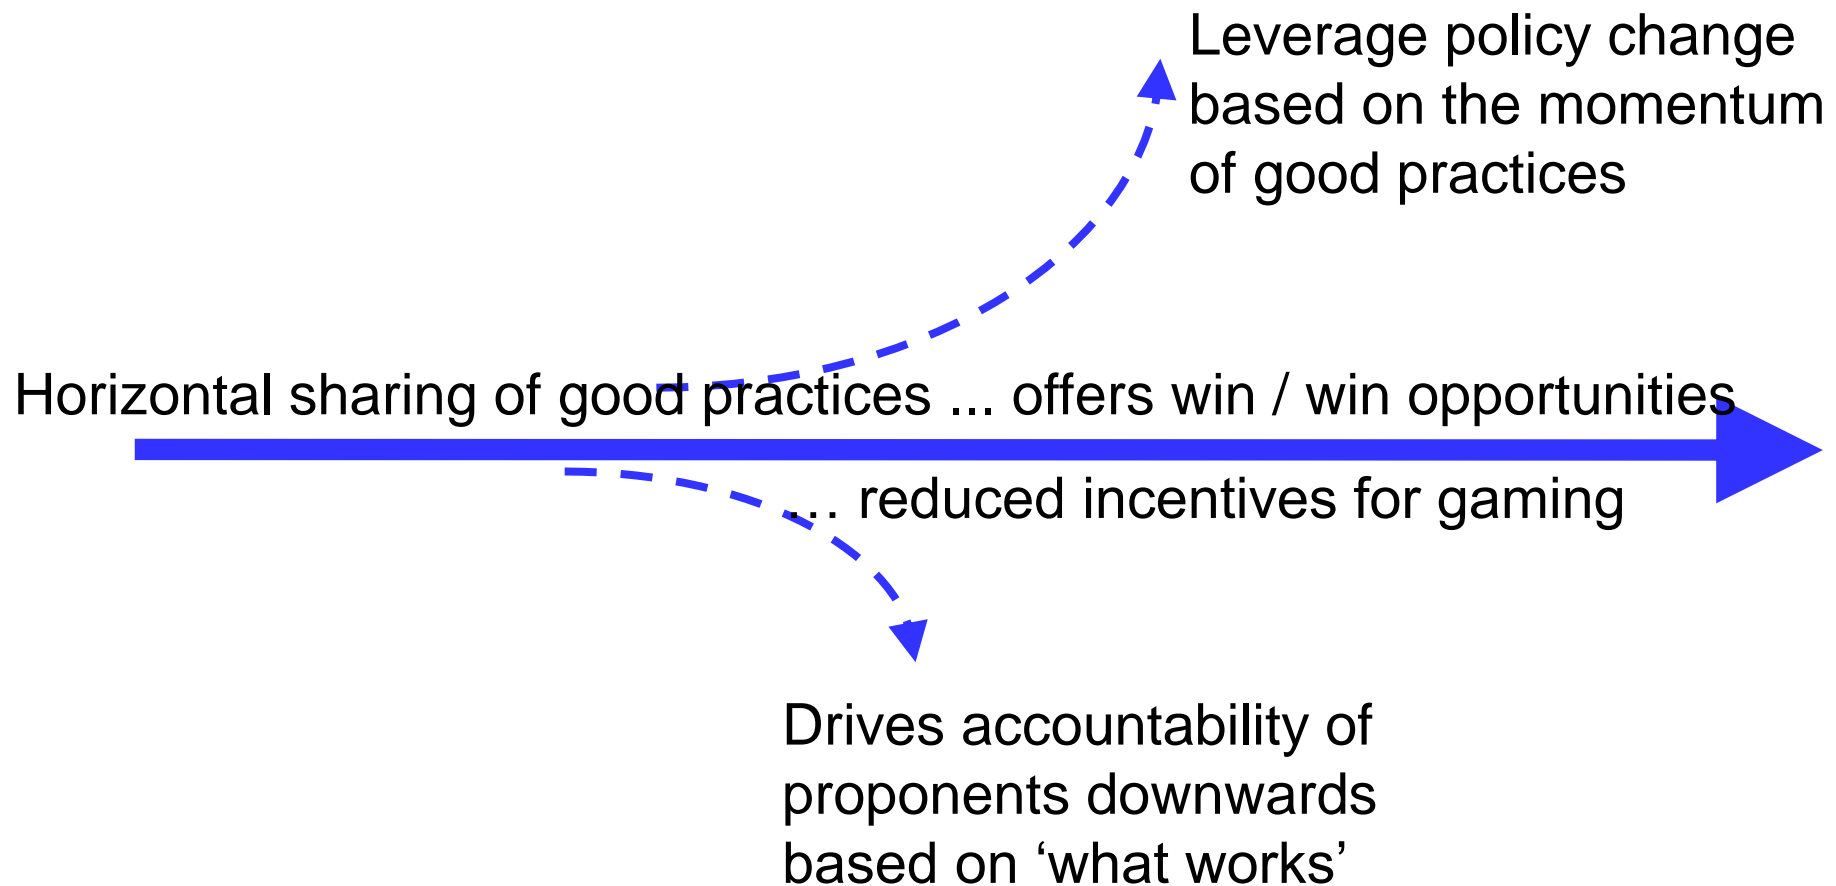 Leverage policy change
based on the momentum
of good practices
Horizontal sharing of good practices ... offers win / win opportunities
… reduced incentives for gaming
Drives accountability of
proponents downwards
based on ‘what works’